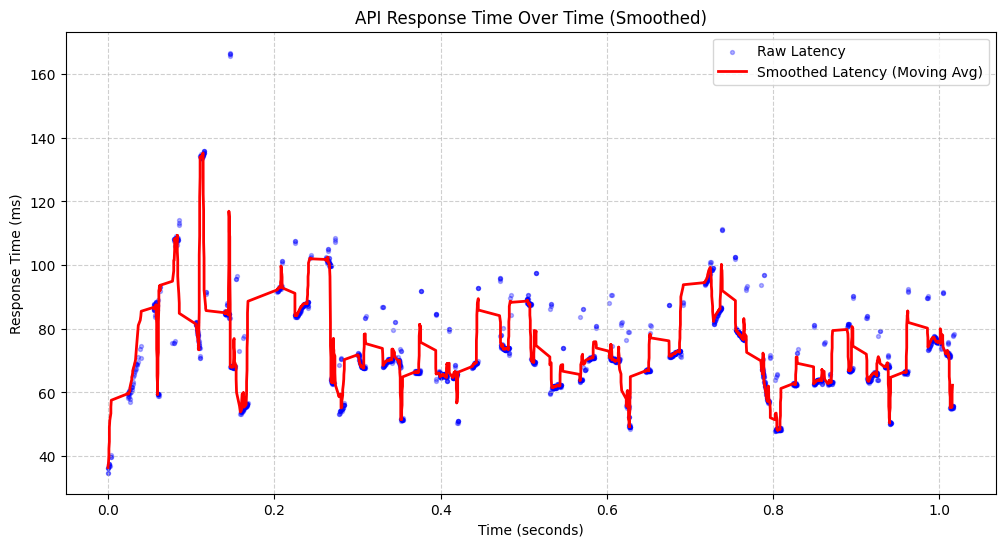 API Response Time Over Time (Smoothed)
Raw Latency
Smoothed Latency (Moving Avg)
Response Time (ms)
160
140
120
100
80
60
40
0.0 0.2 0.4 0.6 0.8 1.0
Time (seconds)